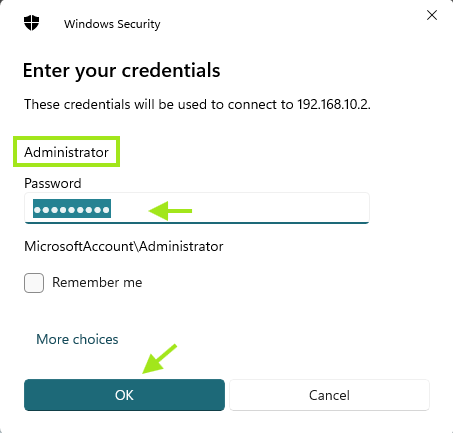 Windows Security
Enter your credentials
These credentials will be used to connect to 192.168.10.2.
Administrator
Password
●●●●●●●●●
MicrosoftAccount\Administrator
Remember me
More choices
OK
Cancel